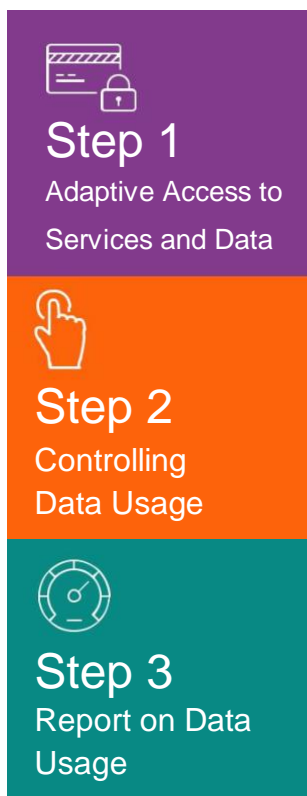 Step 1
Adaptive Access to
Services and Data
Step 2
Controlling
Data Usage
Step 3
Report on Data
Usage